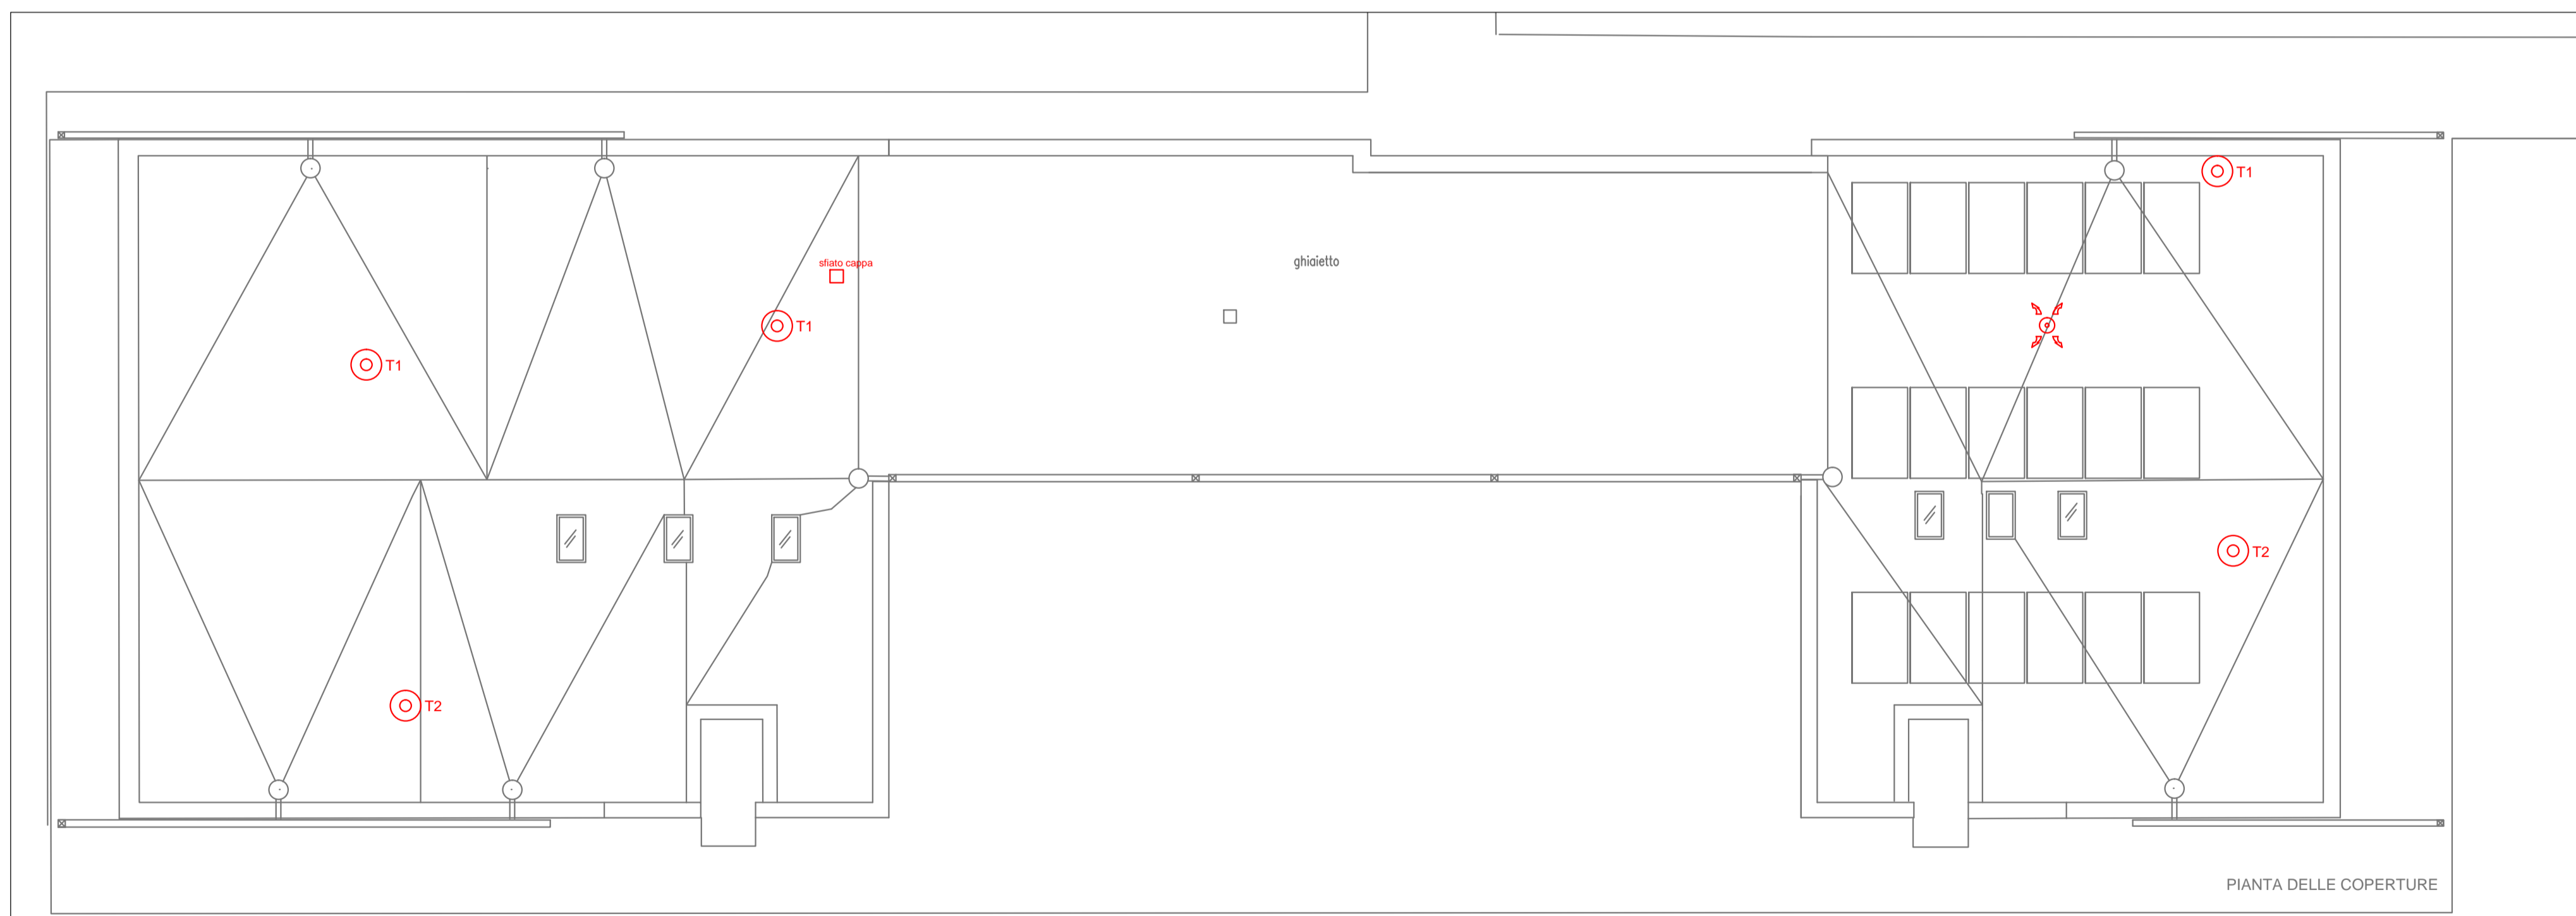 T1
sfiato cappa
ghiaietto
T1
T1
T2
T2
PIANTA DELLE COPERTURE